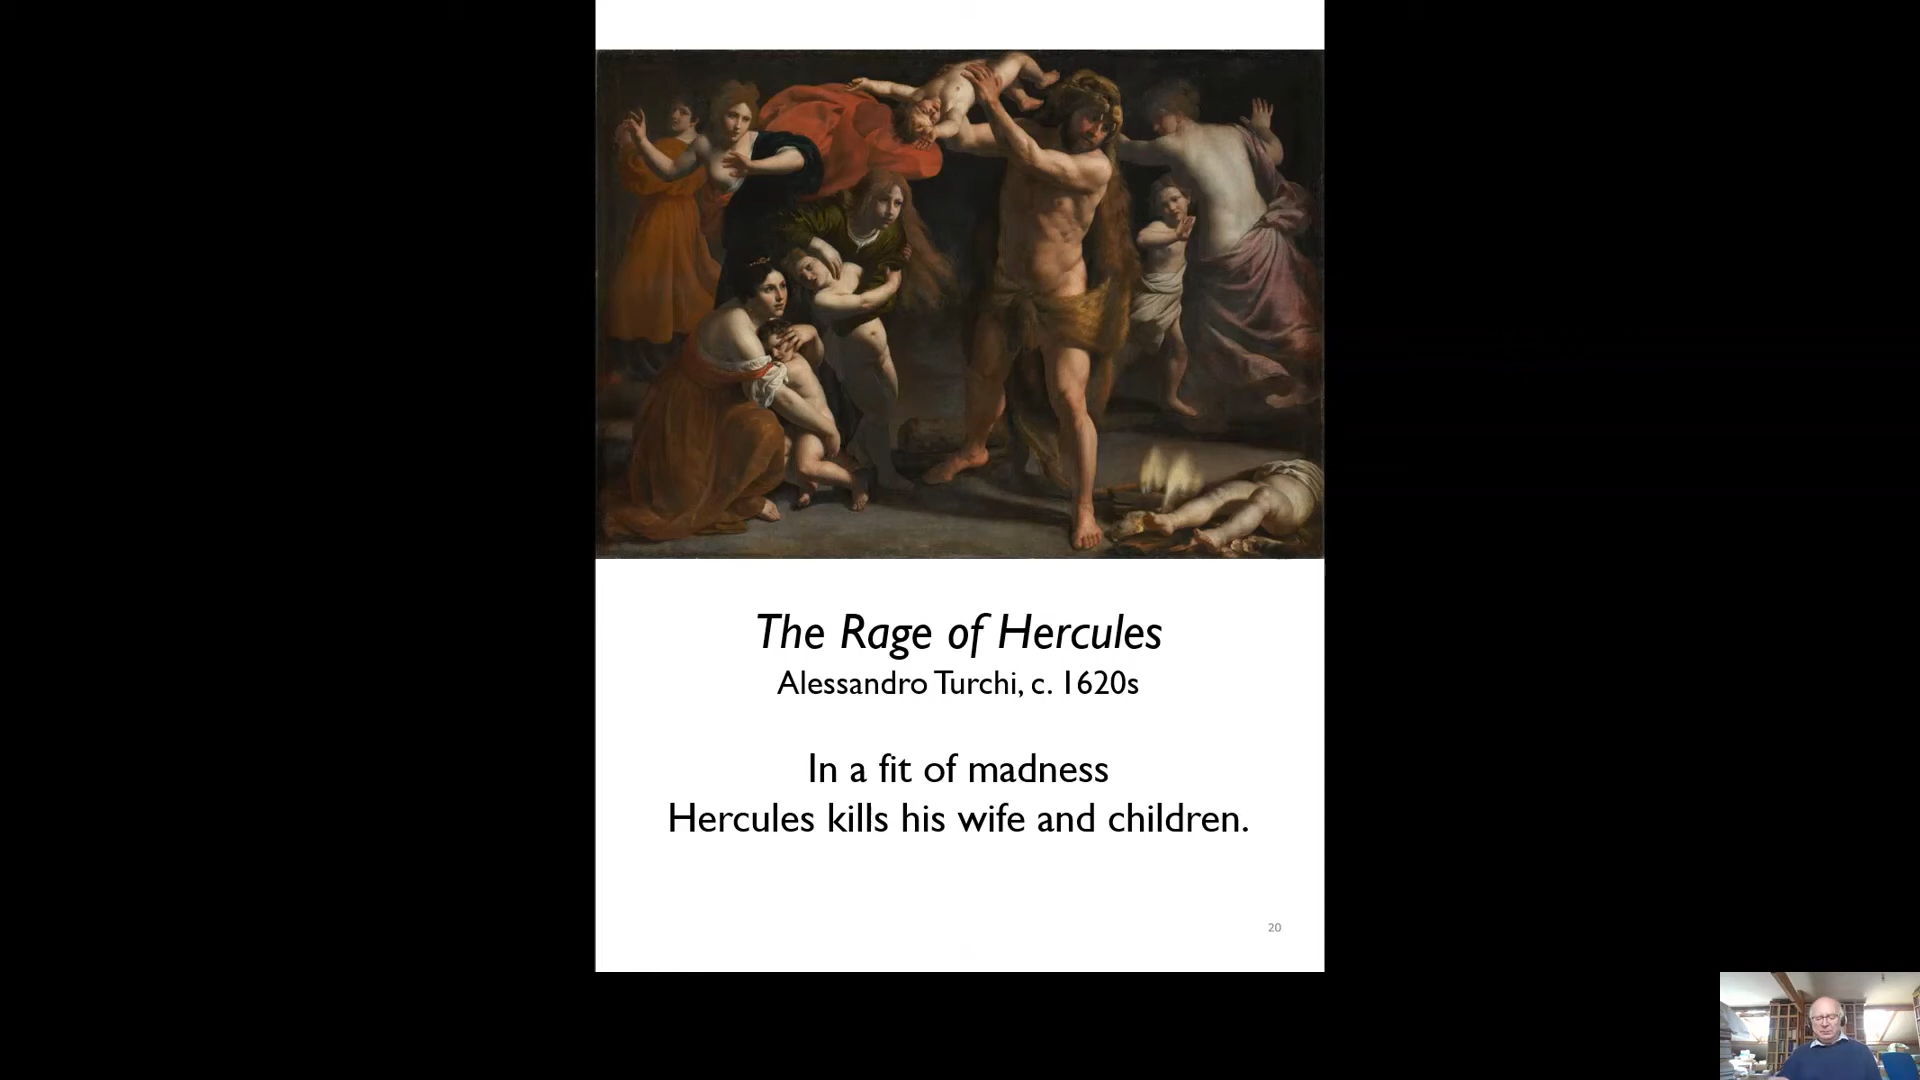 The Rage of Hercules
Alessandro Turchi, c. 1620s
In a fit of madness
Hercules kills his wife and children.
20